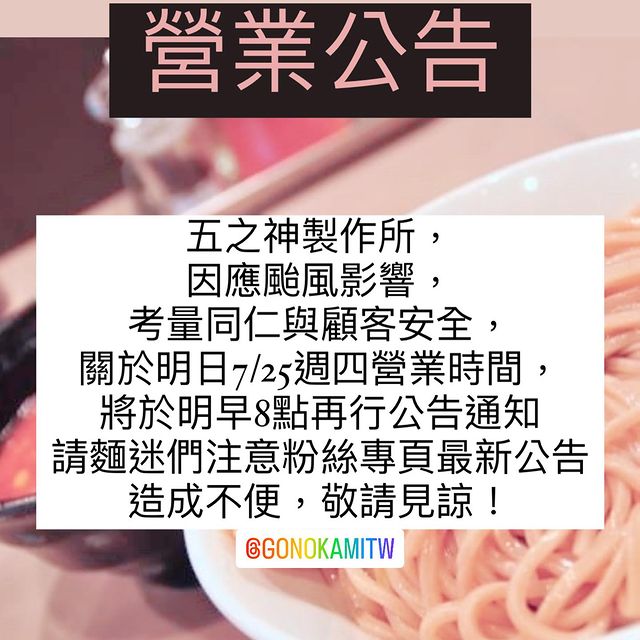 營業公告
五之神製作所，
因應颱風影響，
考量同仁與顧客安全，
關於明日7/25週四營業時間，
將於明早8點再行公告通知
請麵迷們注意粉絲專頁最新公告
造成不便，敬請見諒！
@GONOKAMITW